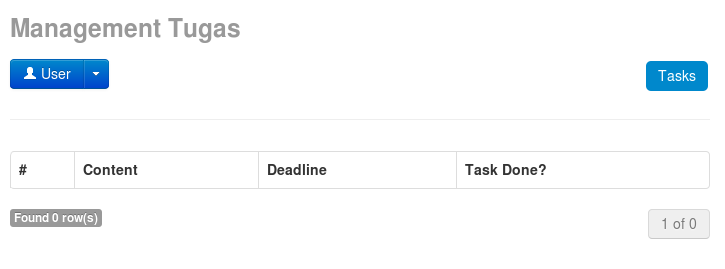 Management Tugas
User
Tasks
# Content Deadline Task Done?
Found 0 row(s)
1 of 0